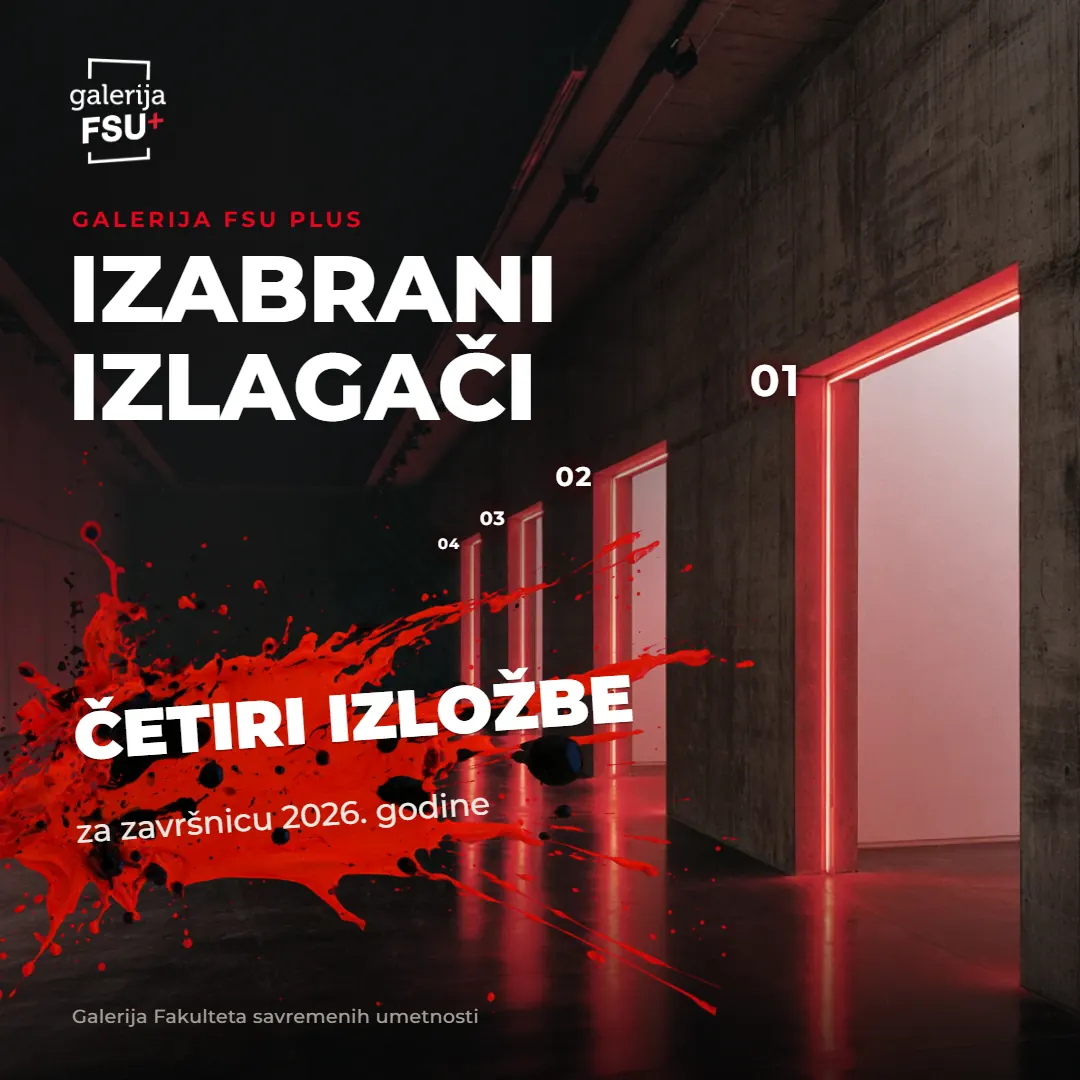 galerija
FSU+
GALERIJA FSU PLUS
IZABRANI
IZLAGAČI
01
02
03
04
ČETIRI IZLOŽBE
za završnicu 2026. godine
Galerija Fakulteta savremenih umetnosti